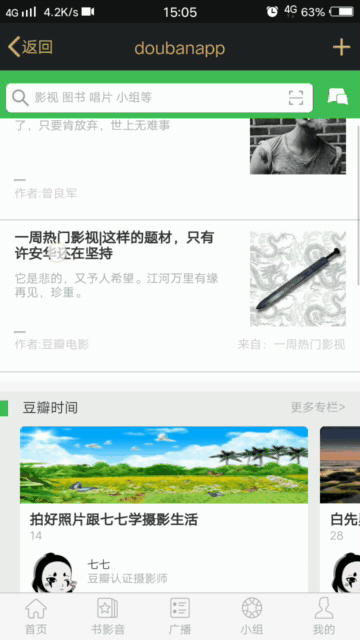 4G 4.2K/s 15:05 4G 63%
返回 doubanapp
影视 图书 唱片 小组等
了，只要肯放弃，世上无难事
作者:曾良军
一周热门影视|这样的题材，只有
许安华还在坚持
它是悲的，又予人希望。江河万里有缘
再见，珍重。
作者:豆瓣电影 来自：一周热门影视
豆瓣时间 更多专栏>
拍好照片跟七七学摄影生活
14
七七
豆瓣认证摄影师
白先
28
首页 书影音 广播 小组 我的